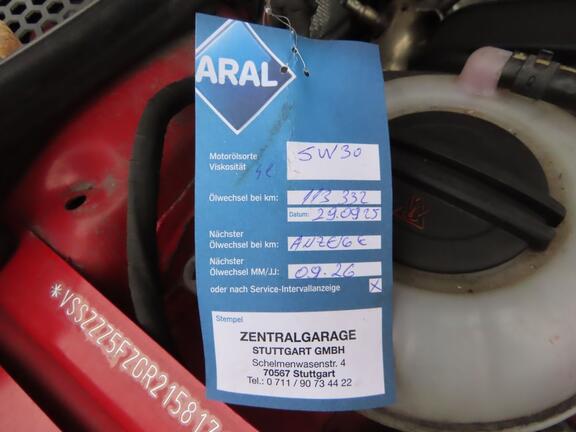 ARAL
Motorölsorte
Viskosität
5W30
Ölwechsel bei km: 113 332
Datum: 29.09.25
Nächster
Ölwechsel bei km: ANZEIGE
Nächster
Ölwechsel MM/JJ: 09.26
oder nach Service-Intervallanzeige X
Stempel
ZENTRALGARAGE
STUTTGART GMBH
Schelmenwasenstr. 4
70567 Stuttgart
Tel.: 0 711 / 90 73 44 22
*VSSZZZ5FZGR215817